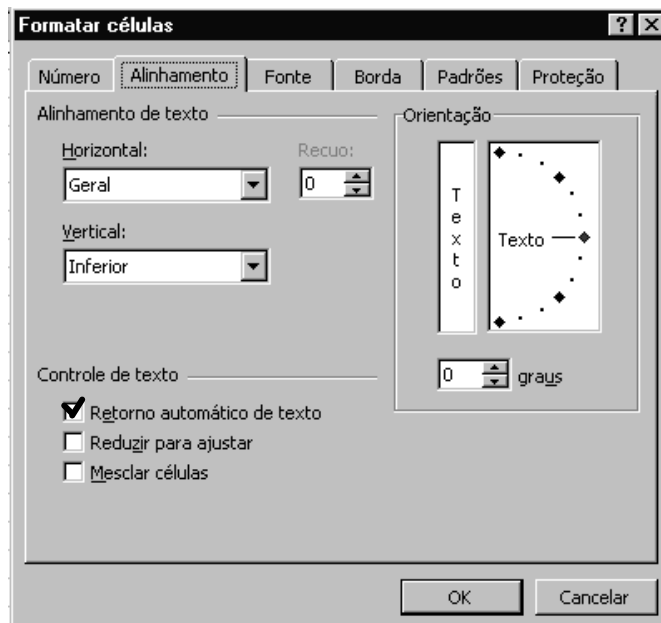 Formatar células
Número Alinhamento Fonte Borda Padrões Proteção
Alinhamento de texto
Horizontal:
Recuo:
Geral
0
Vertical:
Inferior
Orientação
T
e
x
t
o
Texto
0 graus
Controle de texto
Retorno automático de texto
Reduzir para ajustar
Mesclar células
OK
Cancelar